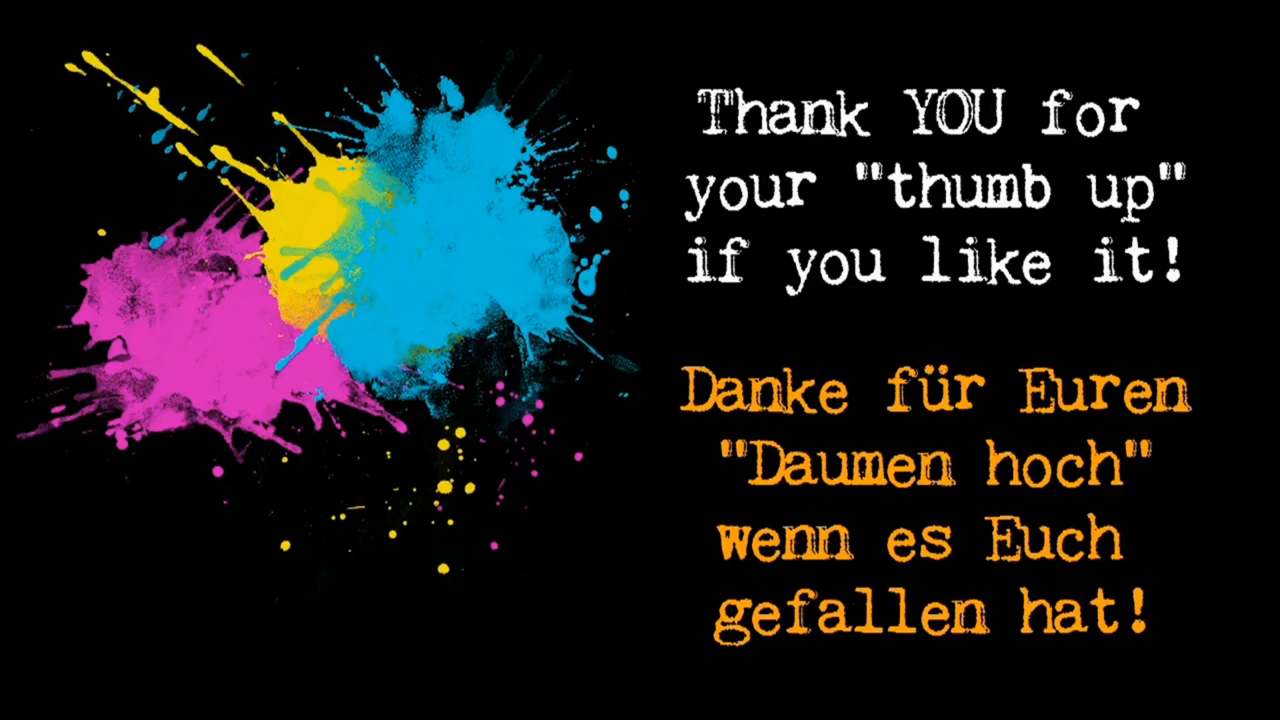 Thank YOU for
your "thumb up"
if you like it!
Danke für Euren
"Daumen hoch"
wenn es Euch
gefallen hat!